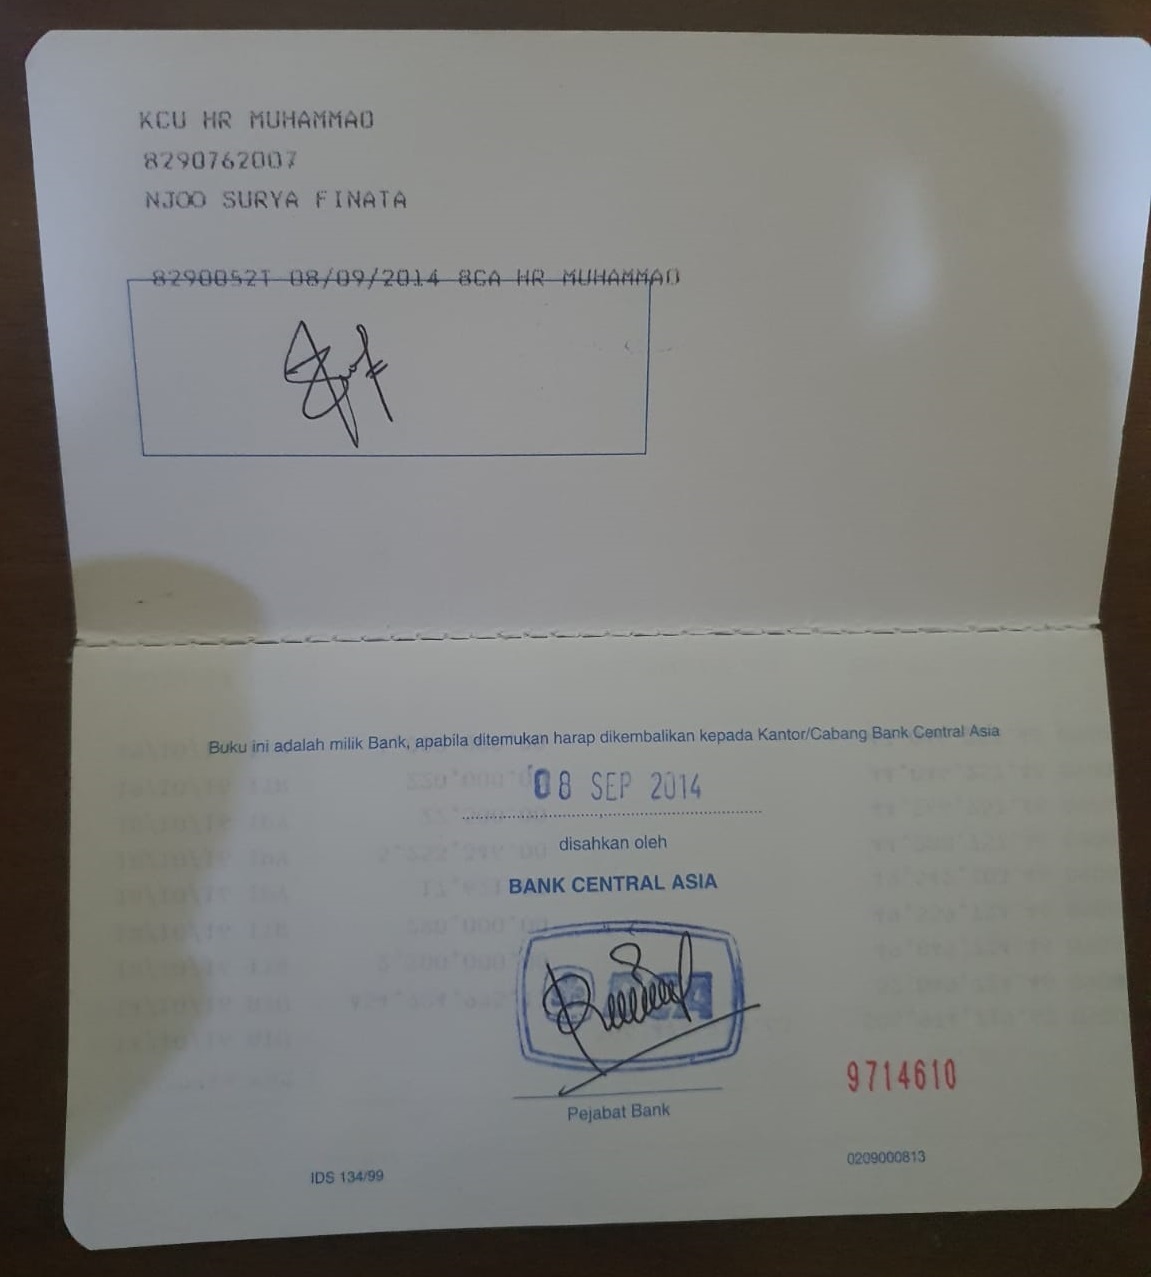 KCU HR MUHAMMAD
8290762007
NJOO SURYA FINATA
8290052T 08/09/2014 BCA HR MUHAMMAD
Buku ini adalah milik Bank, apabila ditemukan harap dikembalikan kepada Kantor/Cabang Bank Central Asia
08 SEP 2014
disahkan oleh
BANK CENTRAL ASIA
Pejabat Bank
9714610
0209000813
IDS 134/99